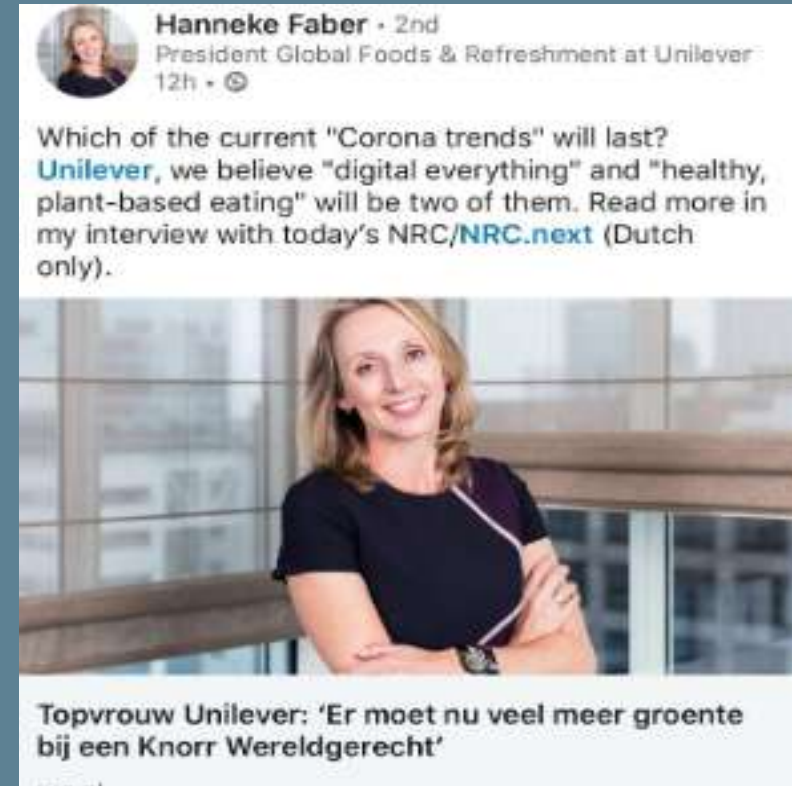 Hanneke Faber · 2nd
President Global Foods & Refreshment at Unilever
12h ·
Which of the current "Corona trends" will last?
Unilever, we believe "digital everything" and "healthy,
plant-based eating" will be two of them. Read more in
my interview with today's NRC/NRC.next (Dutch
only).
Topvrouw Unilever: 'Er moet nu veel meer groente
bij een Knorr Wereldgerecht'